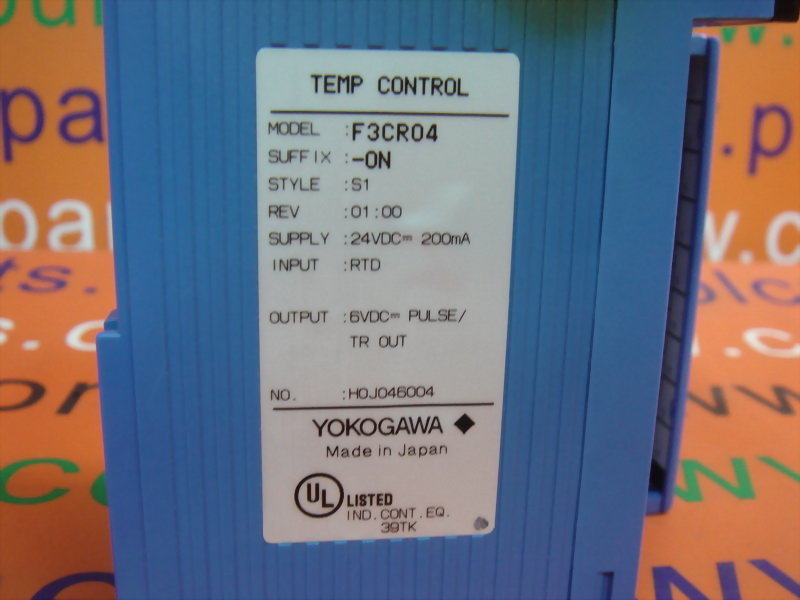 TEMP CONTROL
MODEL :F3CR04
SUFFIX :-0N
STYLE :S1
REV :01:00
SUPPLY :24VDC⎓ 200mA
INPUT :RTD
OUTPUT :6VDC⎓ PULSE/
TR OUT
NO. :H0J046004
YOKOGAWA ◆
Made in Japan
UL LISTED
IND.CONT.EQ.
39TK